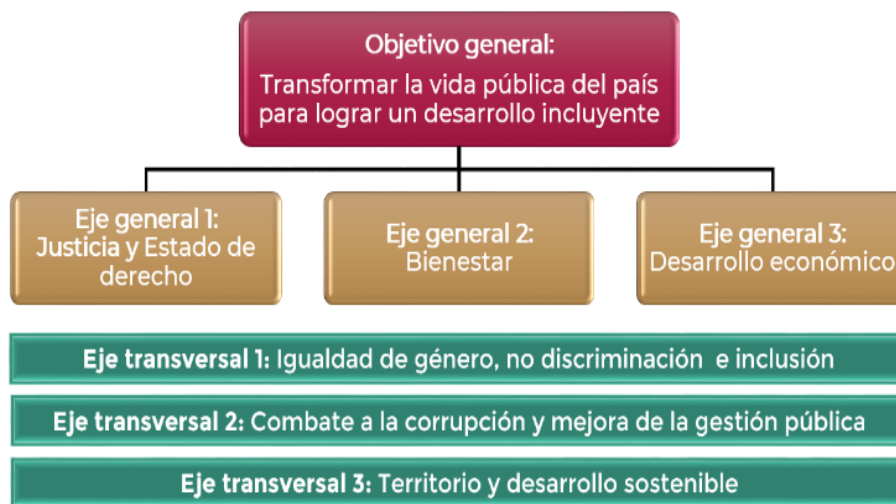 Objetivo general:
Transformar la vida pública del país
para lograr un desarrollo incluyente
Eje general 1:
Justicia y Estado de
derecho
Eje general 2:
Bienestar
Eje general 3:
Desarrollo económico
Eje transversal 1: Igualdad de género, no discriminación e inclusión
Eje transversal 2: Combate a la corrupción y mejora de la gestión pública
Eje transversal 3: Territorio y desarrollo sostenible